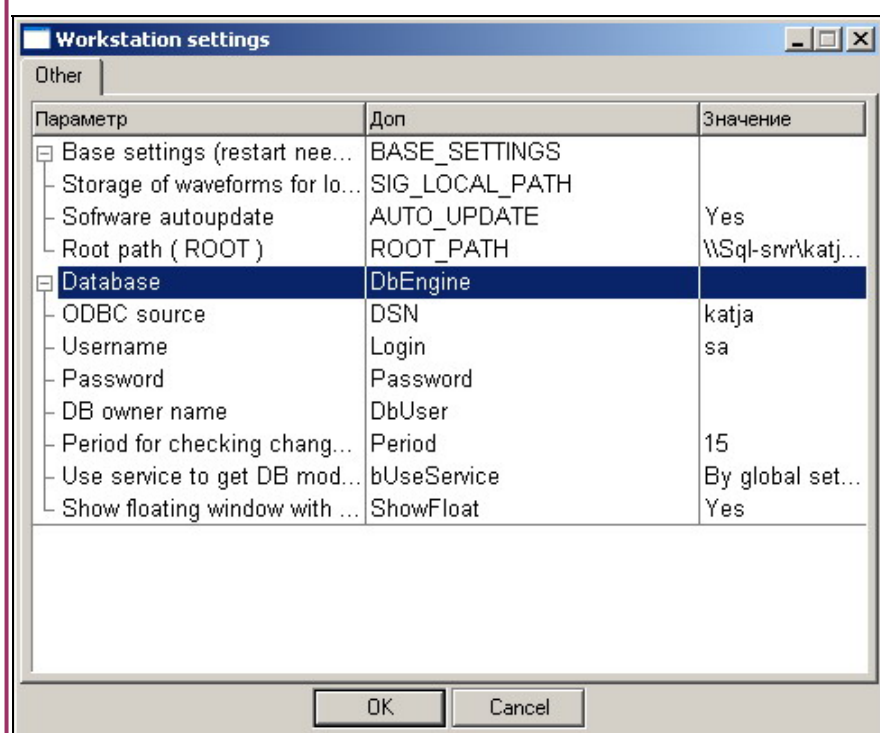 Workstation settings
Other
Параметр Доп Значение
Base settings (restart nee... BASE_SETTINGS
Storage of waveforms for lo... SIG_LOCAL_PATH
Sofrware autoupdate AUTO_UPDATE Yes
Root path ( ROOT ) ROOT_PATH \\Sql-srvr\katj...
Database DbEngine
ODBC source DSN katja
Username Login sa
Password Password
DB owner name DbUser
Period for checking chang... Period 15
Use service to get DB mod... bUseService By global set...
Show floating window with ... ShowFloat Yes
OK Cancel